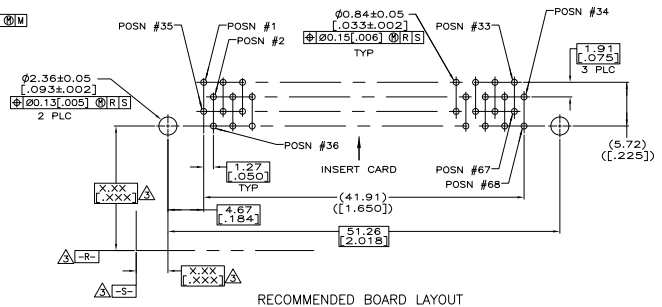 Ⓜ M
POSN #35
POSN #1
POSN #2
Ø0.84±0.05
[.033±.002]
⌖ Ø0.15[.006] Ⓜ R S
TYP
POSN #33
POSN #34
1.91
[.075]
3 PLC
Ø2.36±0.05
[.093±.002]
⌖ Ø0.13[.005] Ⓜ R S
2 PLC
(5.72)
([.225])
POSN #36
INSERT CARD
POSN #67
POSN #68
1.27
[.050]
TYP
(41.91)
([1.650])
X.XX
[.XXX]
3
4.67
[.184]
51.26
[2.018]
3
-R-
X.XX
[.XXX]
3
3
-S-
RECOMMENDED BOARD LAYOUT